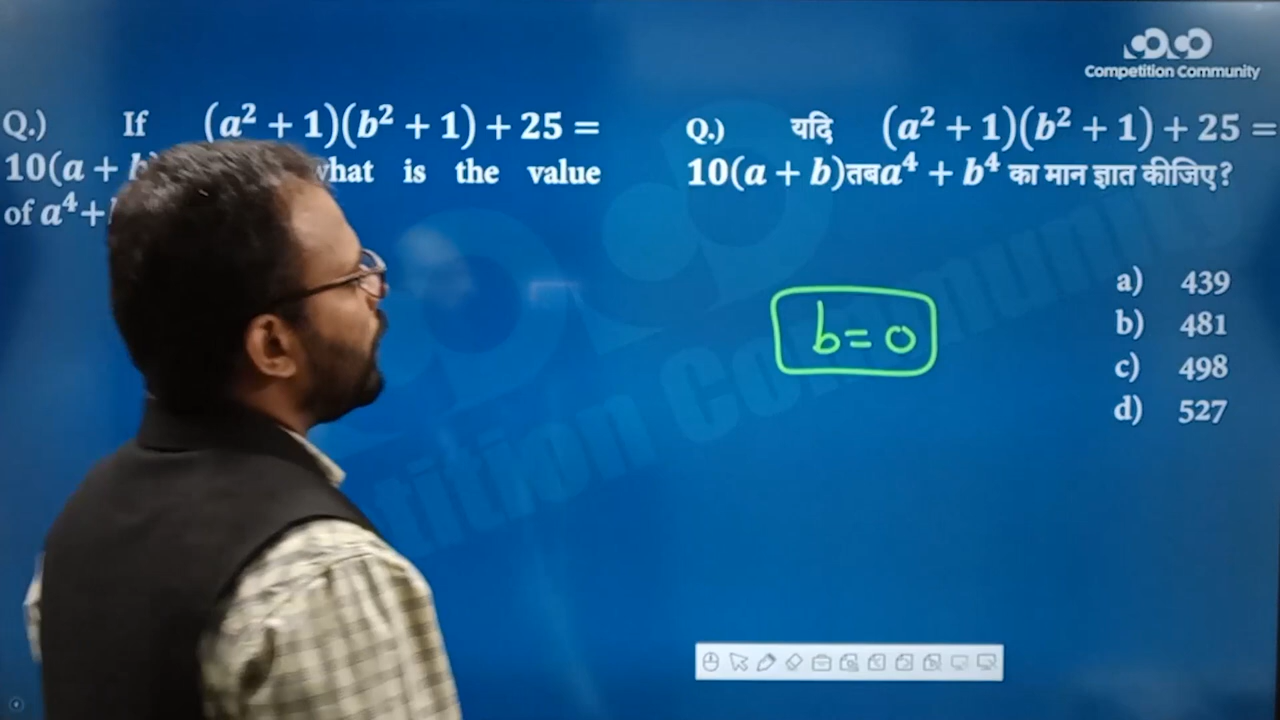 Competition Community
Q.) If (a² + 1)(b² + 1) + 25 =
10(a + what is the value
of a⁴+
Q.) यदि (a² + 1)(b² + 1) + 25 =
10(a + b)तबa⁴ + b⁴ का मान ज्ञात कीजिए?
b=0
a) 439
b) 481
c) 498
d) 527